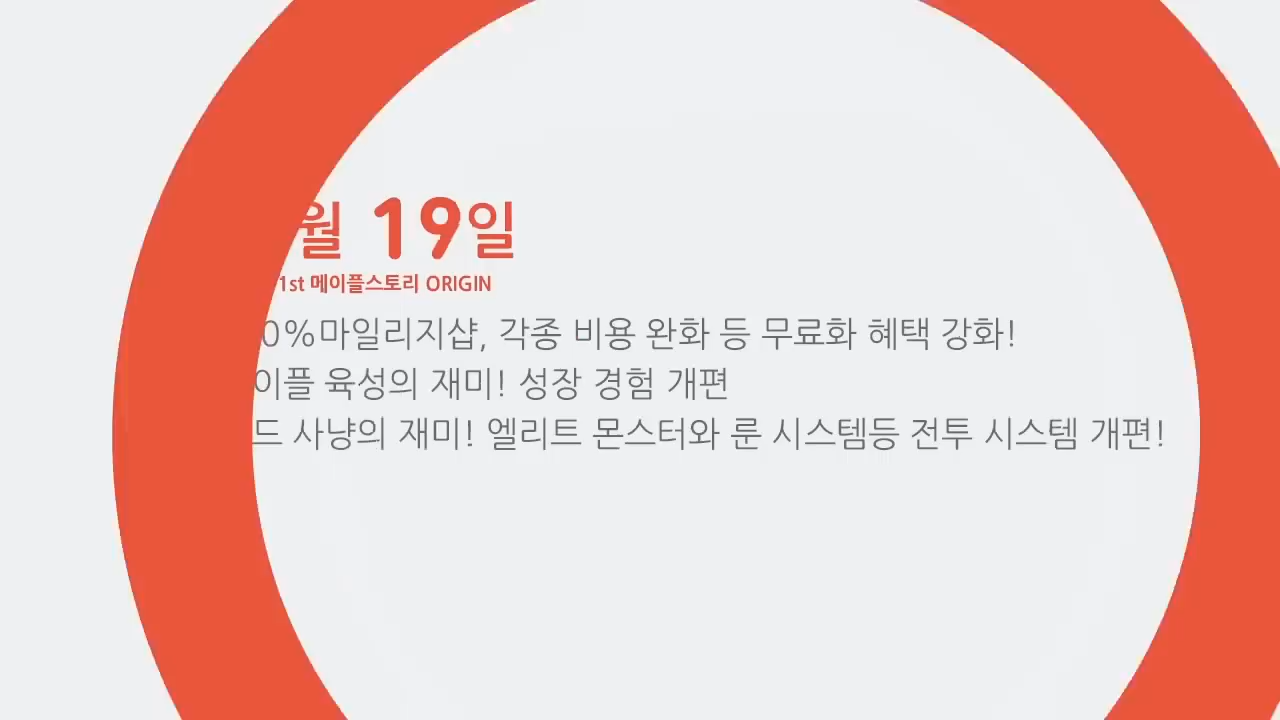 월 19일
1st 메이플스토리 ORIGIN
0%마일리지샵, 각종 비용 완화 등 무료화 혜택 강화!
이플 육성의 재미! 성장 경험 개편
드 사냥의 재미! 엘리트 몬스터와 룬 시스템등 전투 시스템 개편!